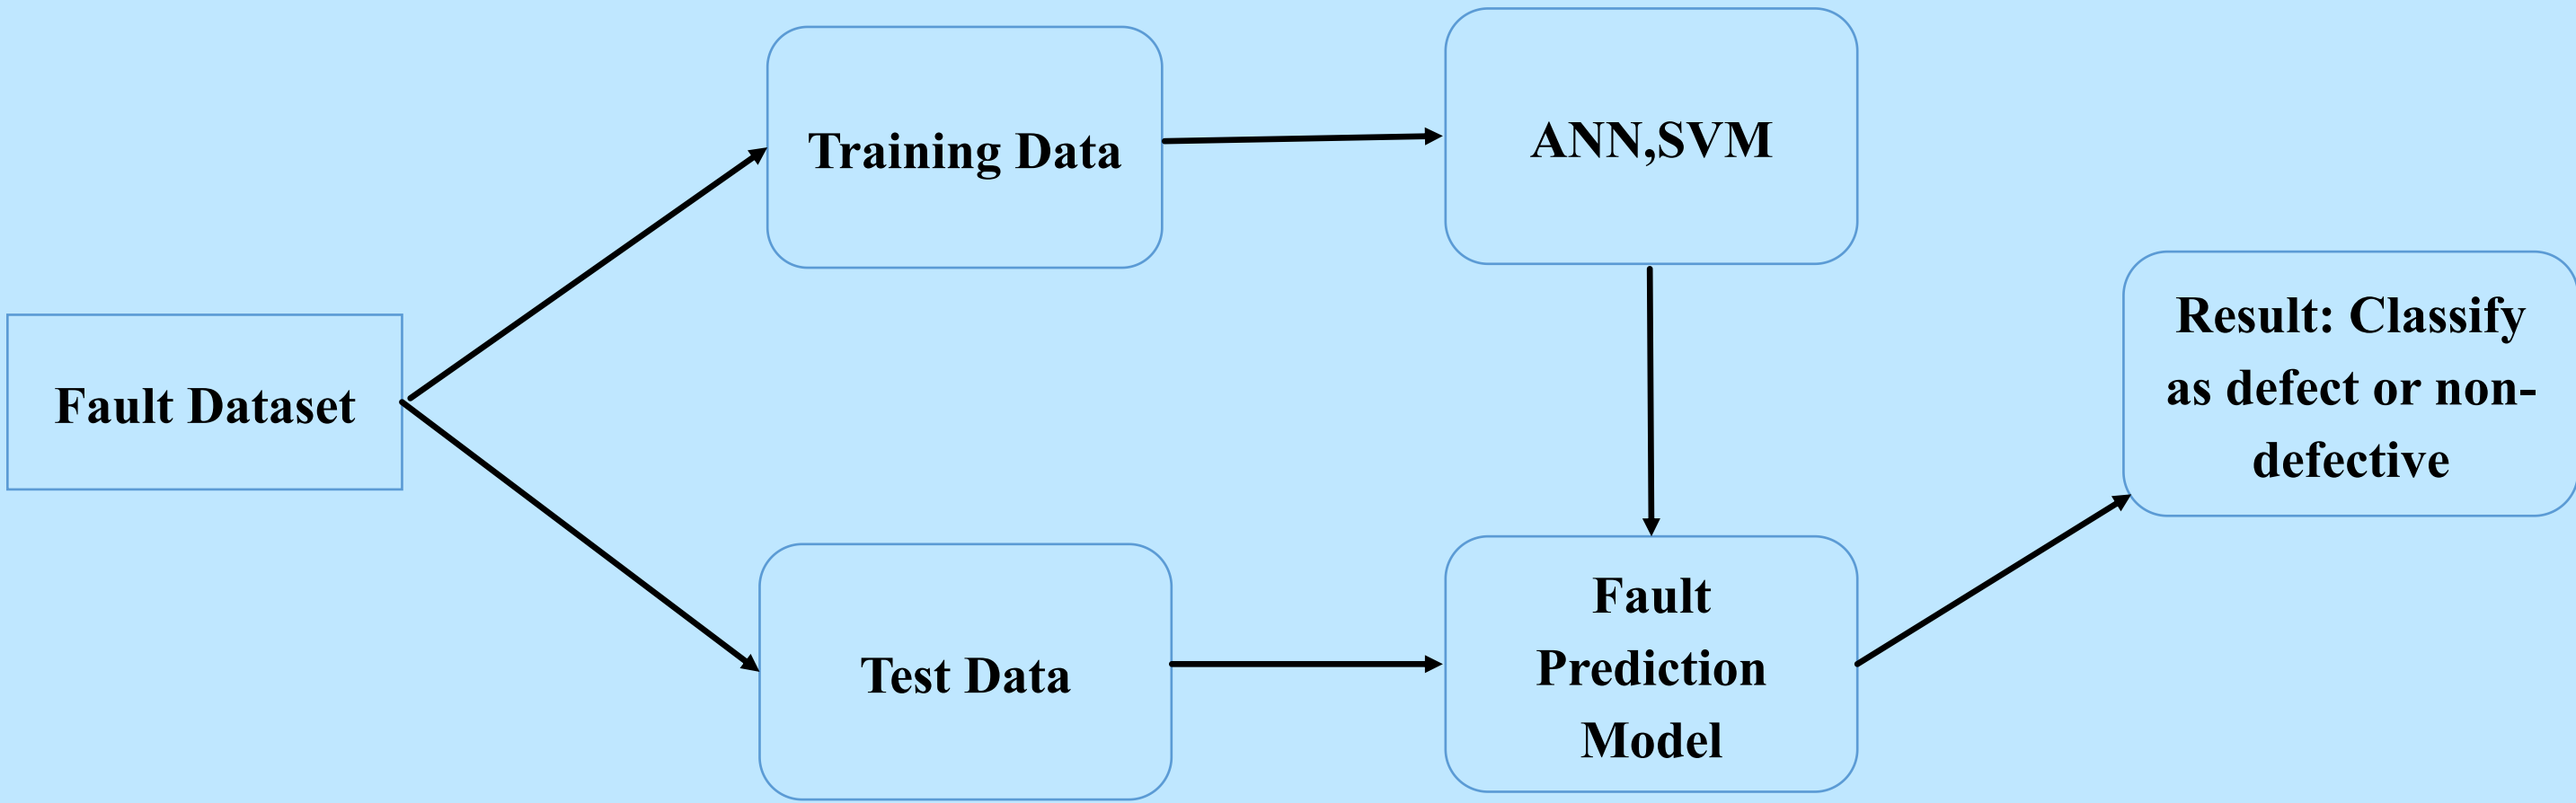 Training Data
ANN,SVM
Fault Dataset
Result: Classify
as defect or non-
defective
Test Data
Fault
Prediction
Model